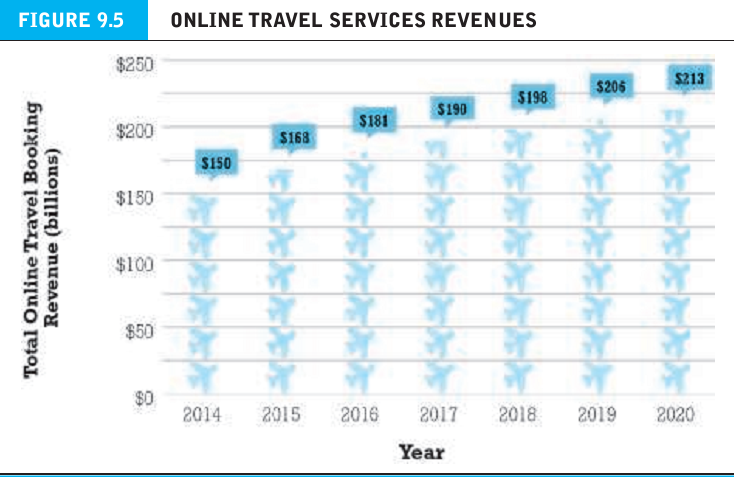 FIGURE 9.5 ONLINE TRAVEL SERVICES REVENUES
Total Online Travel Booking
Revenue (billions)
$250
$200
$150
$100
$50
$0
$150
$168
$181
$190
$198
$206
$213
2014 2015 2016 2017 2018 2019 2020
Year